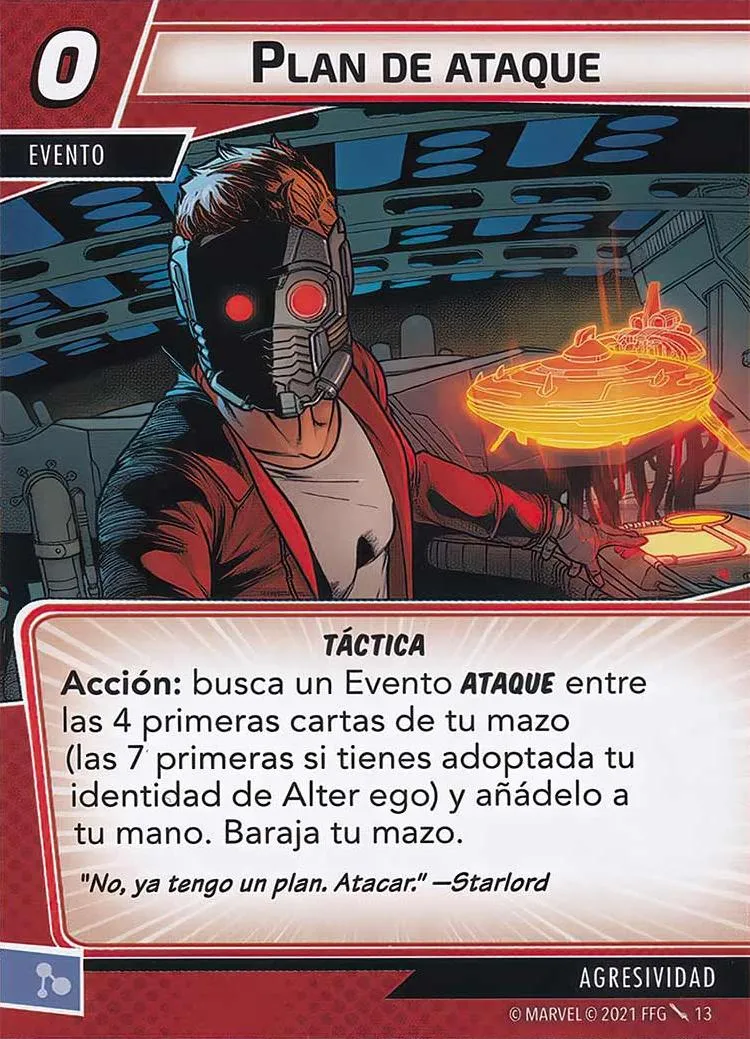 0
PLAN DE ATAQUE
EVENTO
TÁCTICA
Acción: busca un Evento ATAQUE entre
las 4 primeras cartas de tu mazo
(las 7 primeras si tienes adoptada tu
identidad de Alter ego) y añádelo a
tu mano. Baraja tu mazo.
"No, ya tengo un plan. Atacar." —Starlord
AGRESIVIDAD
© MARVEL © 2021 FFG 13